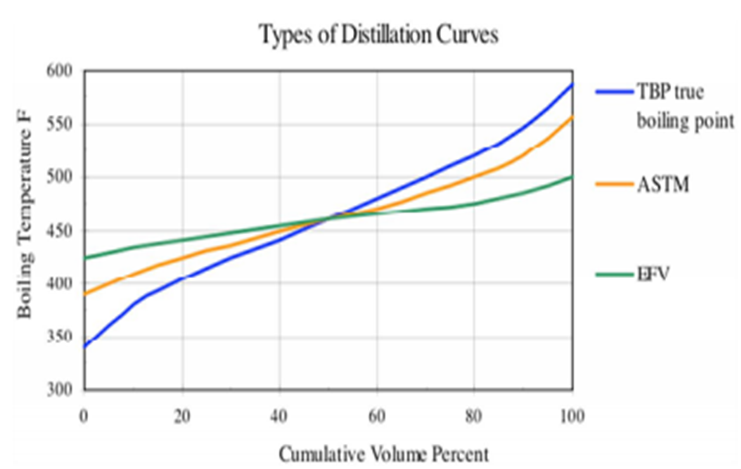 Types of Distillation Curves
600
550
500
450
400
350
300
Boiling Temperature F
0 20 40 60 80 100
Cumulative Volume Percent
TBP true
boiling point
ASTM
EFV